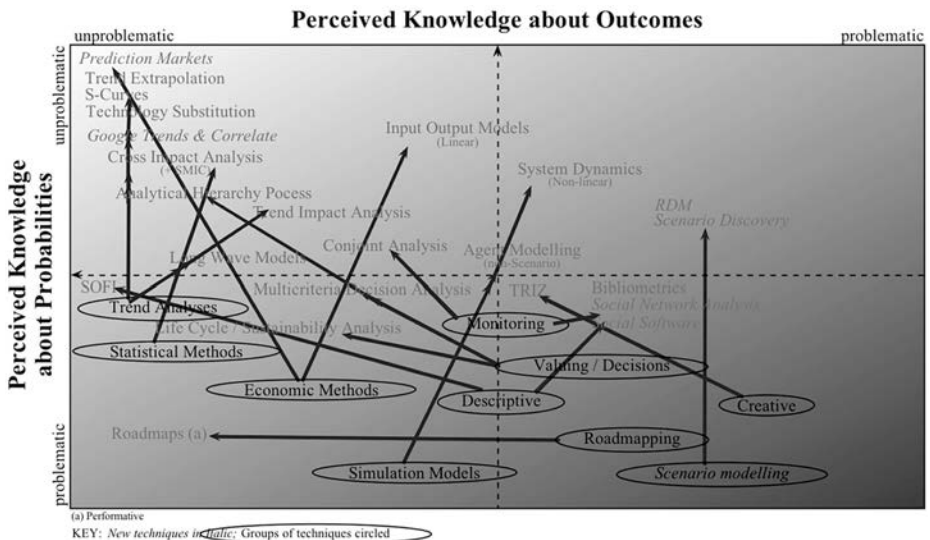 Perceived Knowledge about Outcomes
unproblematic
problematic
Perceived Knowledge
about Probabilities
unproblematic
problematic
Prediction Markets
Trend Extrapolation
S-Curves
Technology Substitution
Google Trends & Correlate
Cross Impact Analysis
(+ SMIC)
Analytical Hierarchy Pocess
Trend Impact Analysis
Input Output Models
(Linear)
System Dynamics
(Non-linear)
RDM
Scenario Discovery
Conjoint Analysis
Agent Modelling
(non-Scenario)
Long Wave Models
SOFI
Multicriteria Decision Analysis
TRIZ
Bibliometrics
Social Network Analysis
Social Software
Trend Analyses
Monitoring
Life Cycle / Sustainability Analysis
Statistical Methods
Valuing / Decisions
Economic Methods
Descriptive
Creative
Roadmaps (a)
Roadmapping
Simulation Models
Scenario modelling
(a) Performative
KEY: New techniques in Italic; Groups of techniques circled